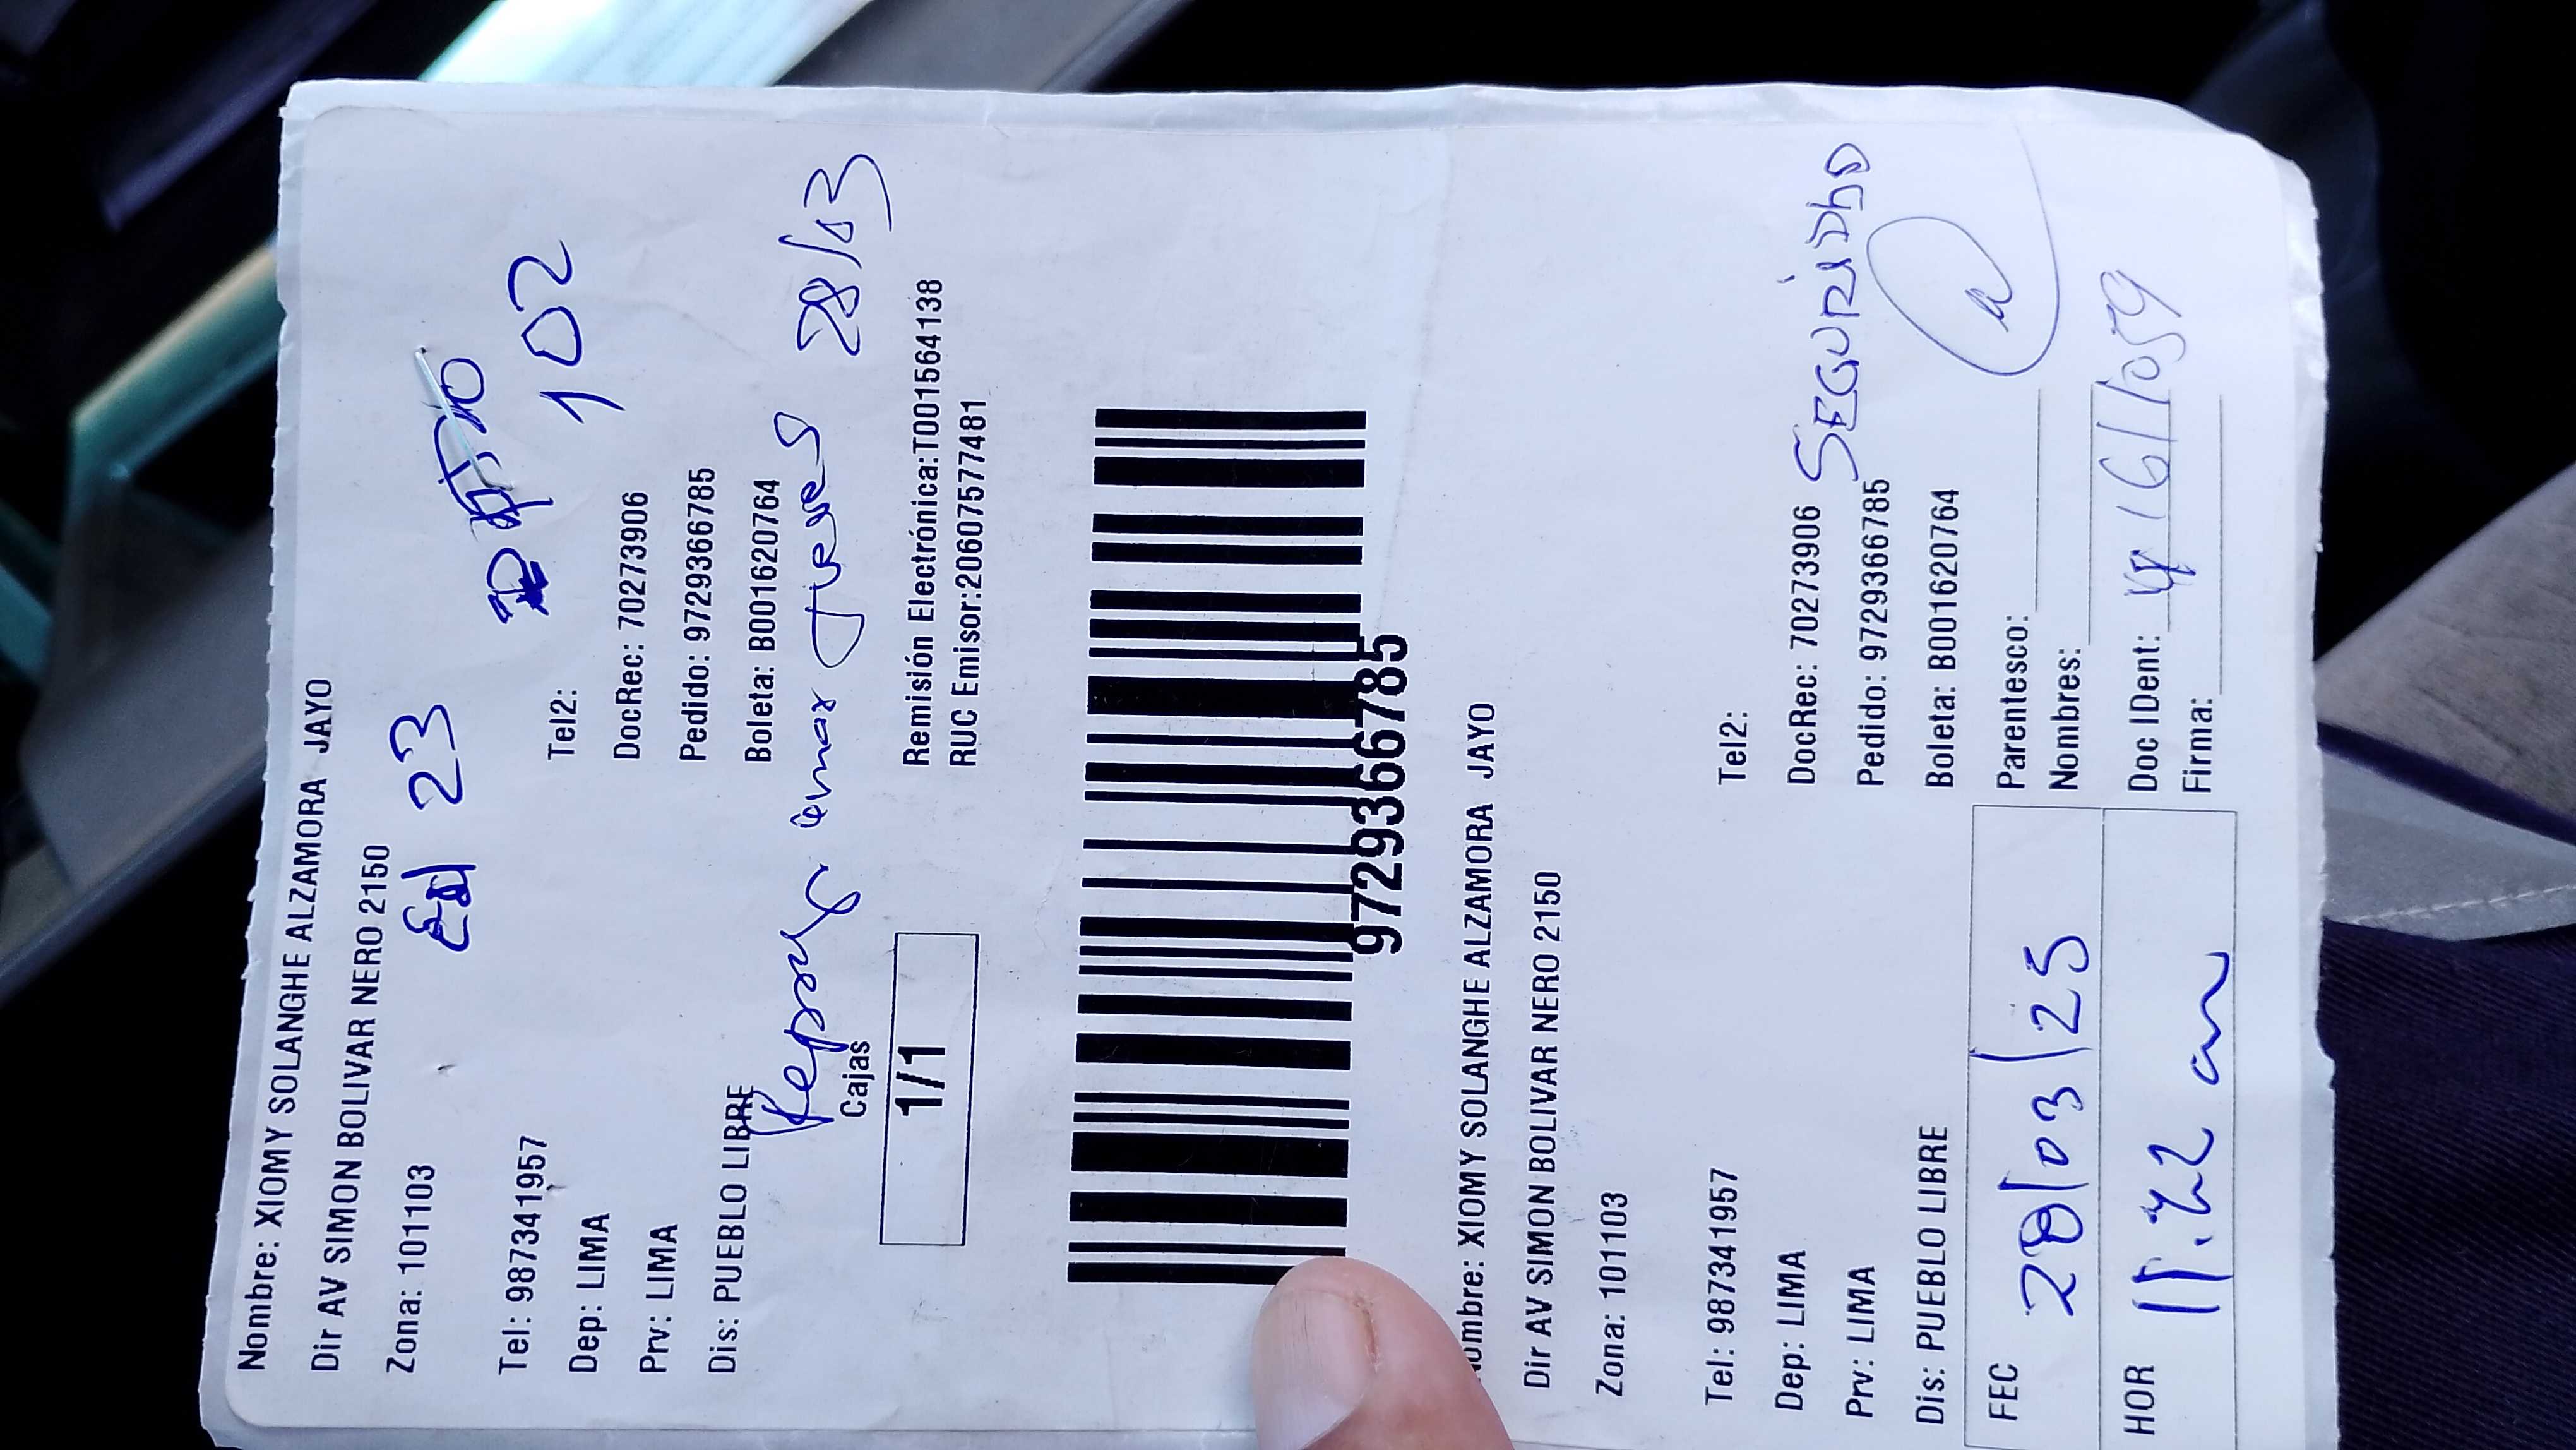 Nombre: XIOMY SOLANGHE ALZAMORA JAYO
Dir AV SIMON BOLIVAR NERO 2150
Zona: 101103
Ed 23
102
Tel: 987341957
Tel2:
Dep: LIMA
DocRec: 70273906
Prv: LIMA
Pedido: 9729366785
Dis: PUEBLO LIBRE
Boleta: B001620764
28/03
Cajas
1/1
Remisión Electrónica:T001564138
RUC Emisor:20607577481
9729366785
Nombre: XIOMY SOLANGHE ALZAMORA JAYO
Dir AV SIMON BOLIVAR NERO 2150
Zona: 101103
Tel: 987341957
Tel2:
Dep: LIMA
DocRec: 70273906
SEGURIDAD
Prv: LIMA
Pedido: 9729366785
Dis: PUEBLO LIBRE
Boleta: B001620764
FEC 28/03/25
Parentesco:
Nombres:
HOR
Doc IDent:
Firma: